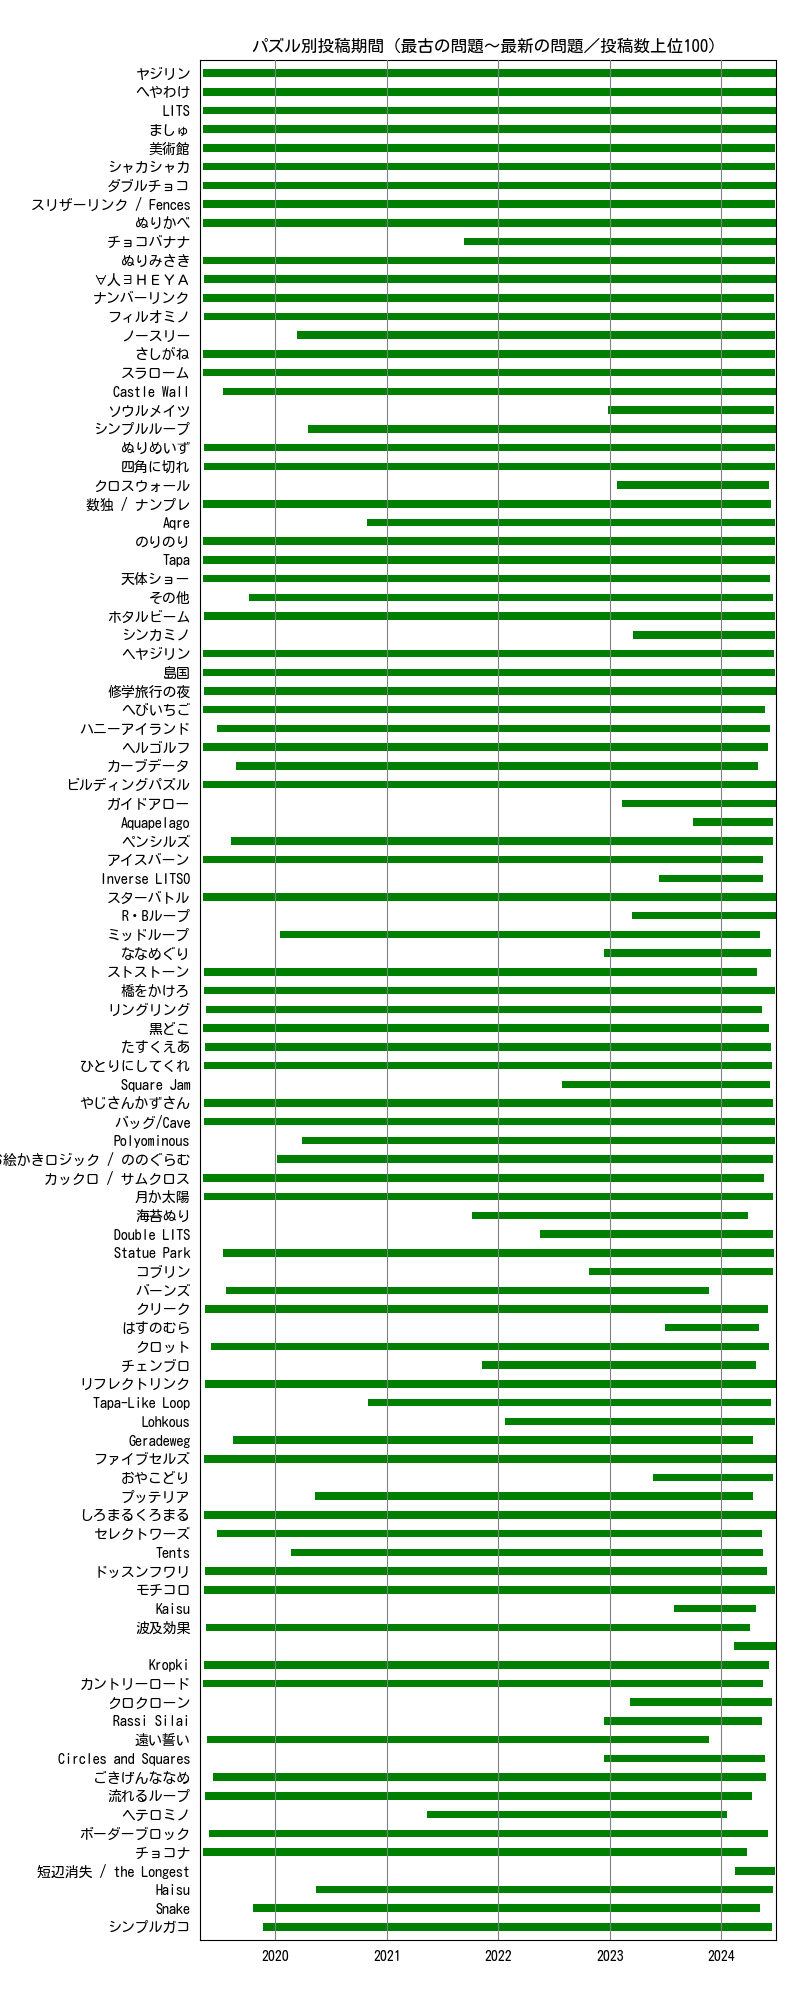 パズル別投稿期間（最古の問題～最新の問題／投稿数上位100）
ヤジリン
へやわけ
LITS
ましゅ
美術館
シャカシャカ
ダブルチョコ
スリザーリンク / Fences
ぬりかべ
チョコバナナ
ぬりみさき
∀人∃ＨＥＹＡ
ナンバーリンク
フィルオミノ
ノースリー
さしがね
スラローム
Castle Wall
ソウルメイツ
シンプルループ
ぬりめいず
四角に切れ
クロスウォール
数独 / ナンプレ
Aqre
のりのり
Tapa
天体ショー
その他
ホタルビーム
シンカミノ
ヘヤジリン
島国
修学旅行の夜
へびいちご
ハニーアイランド
ヘルゴルフ
カーブデータ
ビルディングパズル
ガイドアロー
Aquapelago
ペンシルズ
アイスバーン
Inverse LITSO
スターバトル
R・Bループ
ミッドループ
ななめぐり
ストストーン
橋をかけろ
リングリング
黒どこ
たすくえあ
ひとりにしてくれ
Square Jam
やじさんかずさん
バッグ/Cave
Polyominous
絵かきロジック / ののぐらむ
カックロ / サムクロス
月か太陽
海苔ぬり
Double LITS
Statue Park
コブリン
バーンズ
クリーク
はすのむら
クロット
チェンブロ
リフレクトリンク
Tapa-Like Loop
Lohkous
Geradeweg
ファイブセルズ
おやこどり
プッテリア
しろまるくろまる
セレクトワーズ
Tents
ドッスンフワリ
モチコロ
Kaisu
波及効果
Kropki
カントリーロード
クロクローン
Rassi Silai
遠い誓い
Circles and Squares
ごきげんななめ
流れるループ
ヘテロミノ
ボーダーブロック
チョコナ
短辺消失 / the Longest
Haisu
Snake
シンプルガコ
2020 2021 2022 2023 2024